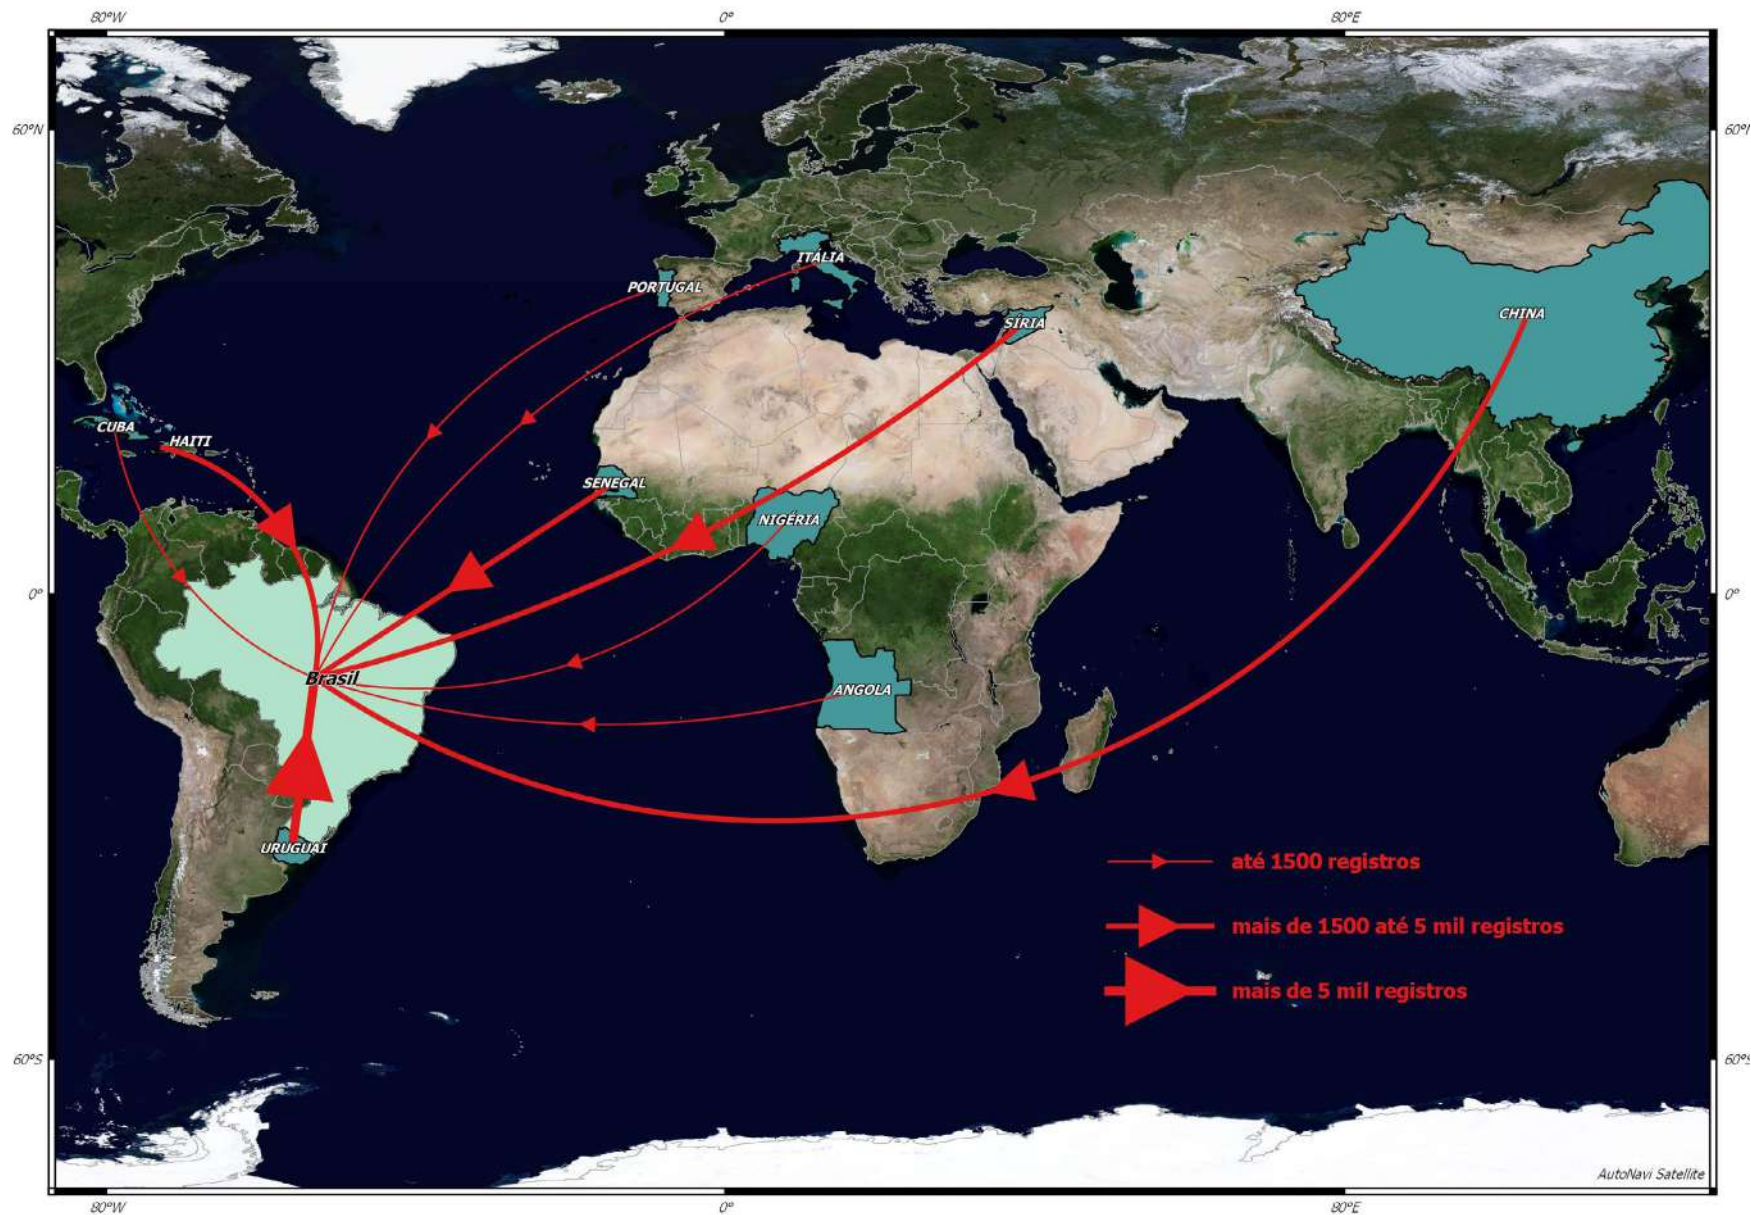 80°W 0° 80°E
60°N 60°N
ITÁLIA
PORTUGAL
SÍRIA
CHINA
CUBA
HAITI
SENEGAL
NIGÉRIA
0° 0°
Brasil
ANGOLA
URUGUAI
até 1500 registros
mais de 1500 até 5 mil registros
mais de 5 mil registros
60°S 60°S
AutoNavi Satellite
80°W 0° 80°E